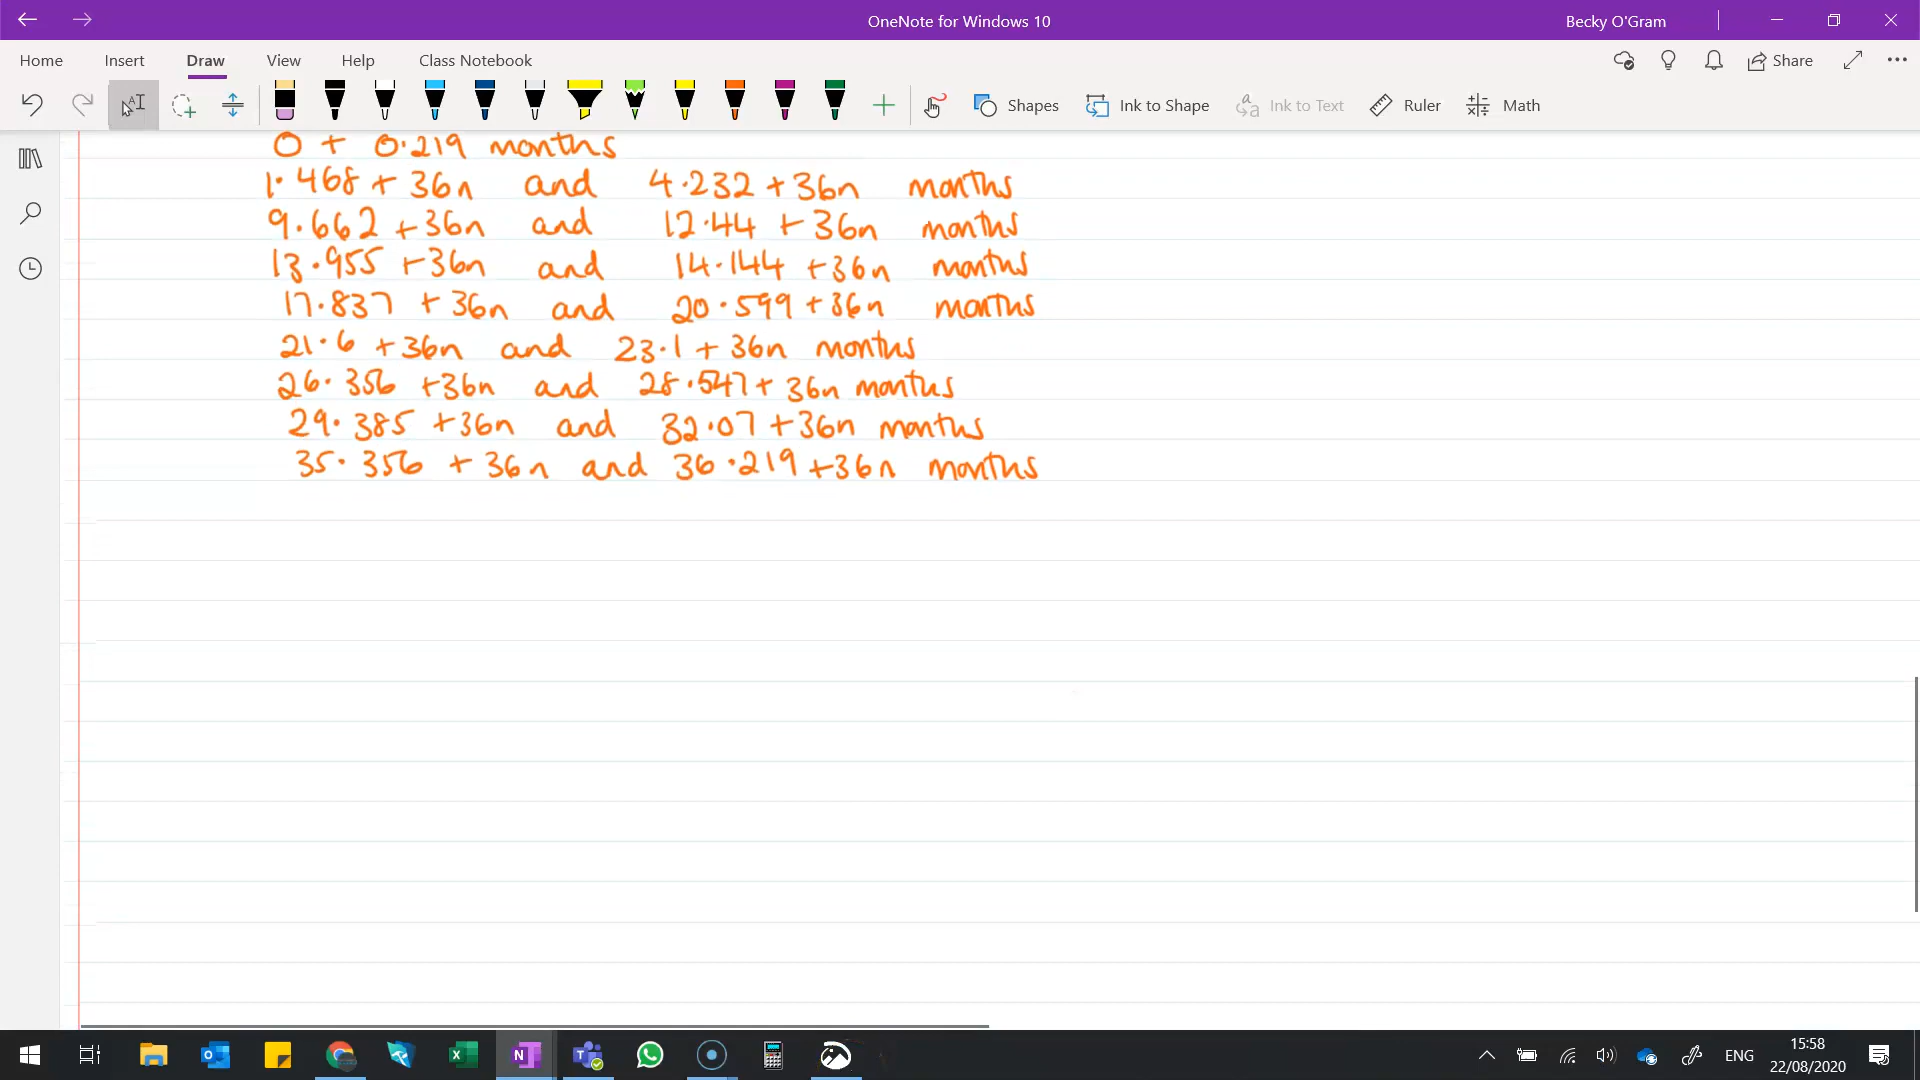 OneNote for Windows 10
Becky O'Gram
Home Insert Draw View Help Class Notebook
Share
Shapes Ink to Shape Ink to Text Ruler Math
0 + 0.219 months
1.468 + 36n and 4.232 + 36n months
9.662 + 36n and 12.44 + 36n months
13.955 + 36n and 14.144 + 36n months
17.837 + 36n and 20.599 + 36n months
21.6 + 36n and 23.1 + 36n months
26.356 + 36n and 28.547 + 36n months
29.385 + 36n and 32.07 + 36n months
35.356 + 36n and 36.219 + 36n months
ENG
15:58
22/08/2020